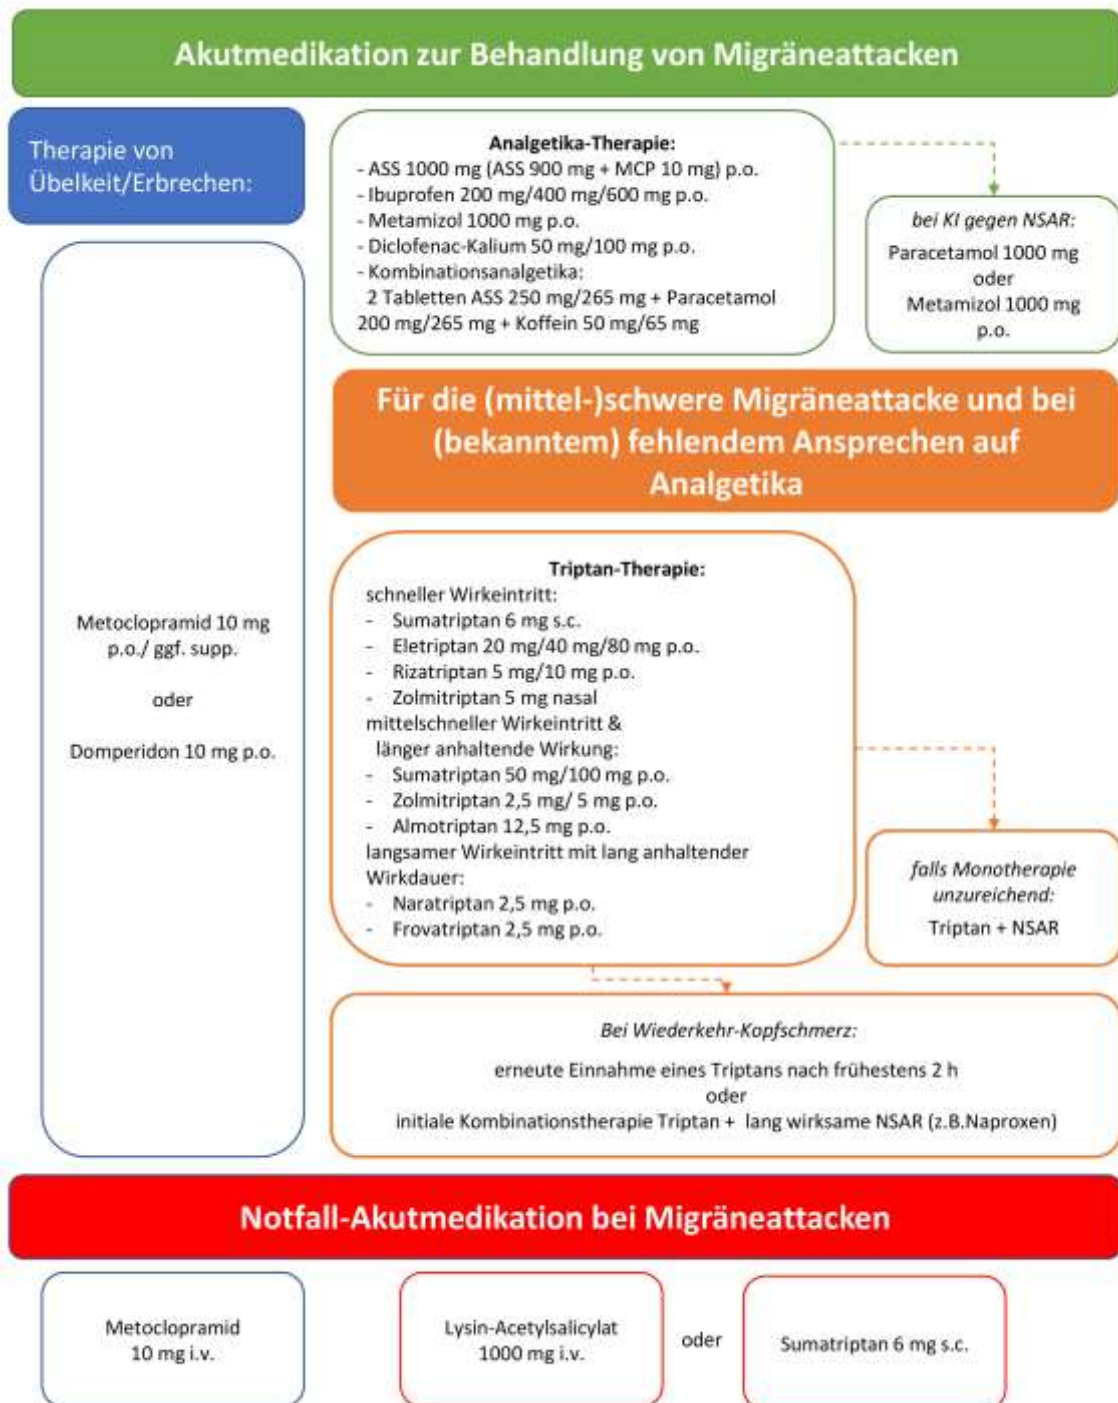 Akutmedikation zur Behandlung von Migräneattacken
Therapie von
Übelkeit/Erbrechen:
Metoclopramid 10 mg
p.o./ ggf. supp.
oder
Domperidon 10 mg p.o.
Analgetika-Therapie:
- ASS 1000 mg (ASS 900 mg + MCP 10 mg) p.o.
- Ibuprofen 200 mg/400 mg/600 mg p.o.
- Metamizol 1000 mg p.o.
- Diclofenac-Kalium 50 mg/100 mg p.o.
- Kombinationsanalgetika:
2 Tabletten ASS 250 mg/265 mg + Paracetamol
200 mg/265 mg + Koffein 50 mg/65 mg
bei KI gegen NSAR:
Paracetamol 1000 mg
oder
Metamizol 1000 mg
p.o.
Für die (mittel-)schwere Migräneattacke und bei
(bekanntem) fehlendem Ansprechen auf
Analgetika
Triptan-Therapie:
schneller Wirkeintritt:
- Sumatriptan 6 mg s.c.
- Eletriptan 20 mg/40 mg/80 mg p.o.
- Rizatriptan 5 mg/10 mg p.o.
- Zolmitriptan 5 mg nasal
mittelschneller Wirkeintritt &
länger anhaltende Wirkung:
- Sumatriptan 50 mg/100 mg p.o.
- Zolmitriptan 2,5 mg/ 5 mg p.o.
- Almotriptan 12,5 mg p.o.
langsamer Wirkeintritt mit lang anhaltender
Wirkdauer:
- Naratriptan 2,5 mg p.o.
- Frovatriptan 2,5 mg p.o.
falls Monotherapie
unzureichend:
Triptan + NSAR
Bei Wiederkehr-Kopfschmerz:
erneute Einnahme eines Triptans nach frühestens 2 h
oder
initiale Kombinationstherapie Triptan + lang wirksame NSAR (z.B.Naproxen)
Notfall-Akutmedikation bei Migräneattacken
Metoclopramid
10 mg i.v.
Lysin-Acetylsalicylat
1000 mg i.v.
oder
Sumatriptan 6 mg s.c.